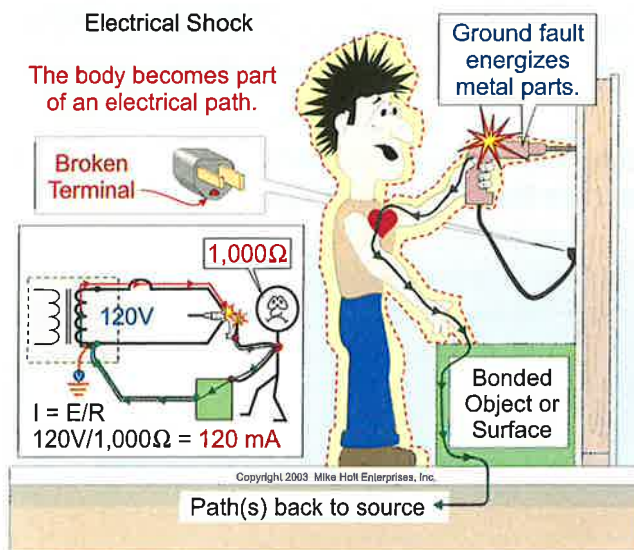 Electrical Shock
The body becomes part
of an electrical path.
Ground fault
energizes
metal parts.
Broken
Terminal
1,000Ω
120V
I = E/R
120V/1,000Ω = 120 mA
Bonded
Object or
Surface
Copyright 2003 Mike Holt Enterprises, Inc.
Path(s) back to source